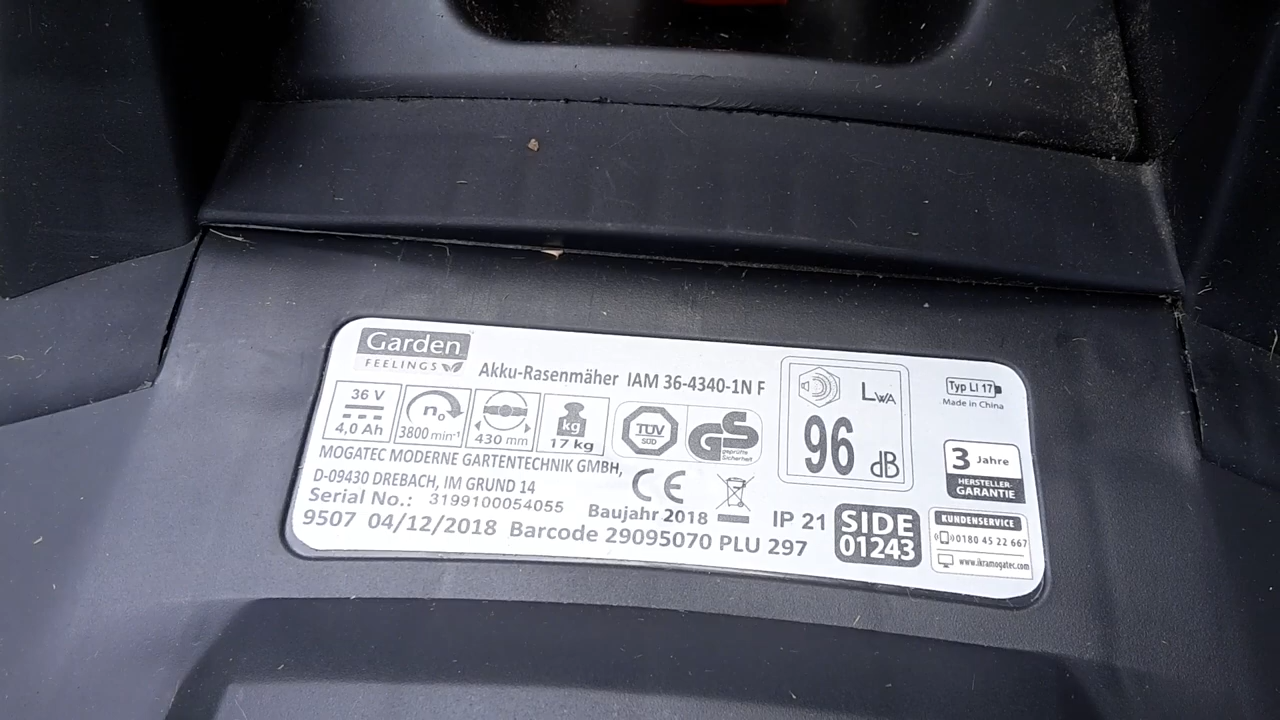 Garden
FEELINGS
Akku-Rasenmäher IAM 36-4340-1N F
36 V
4,0 Ah
n₀
3800 min⁻¹
430 mm
kg
17 kg
TÜV
SÜD
GS
geprüfte
Sicherheit
LWA
96 dB
Typ LI 17
Made in China
MOGATEC MODERNE GARTENTECHNIK GMBH,
D-09430 DREBACH, IM GRUND 14
CE
3 Jahre
HERSTELLER-
GARANTIE
Serial No.: 3199100054055
Baujahr 2018
IP 21
9507 04/12/2018 Barcode 29095070 PLU 297
SIDE
01243
KUNDENSERVICE
0180 45 22 667
www.ikramogatec.com